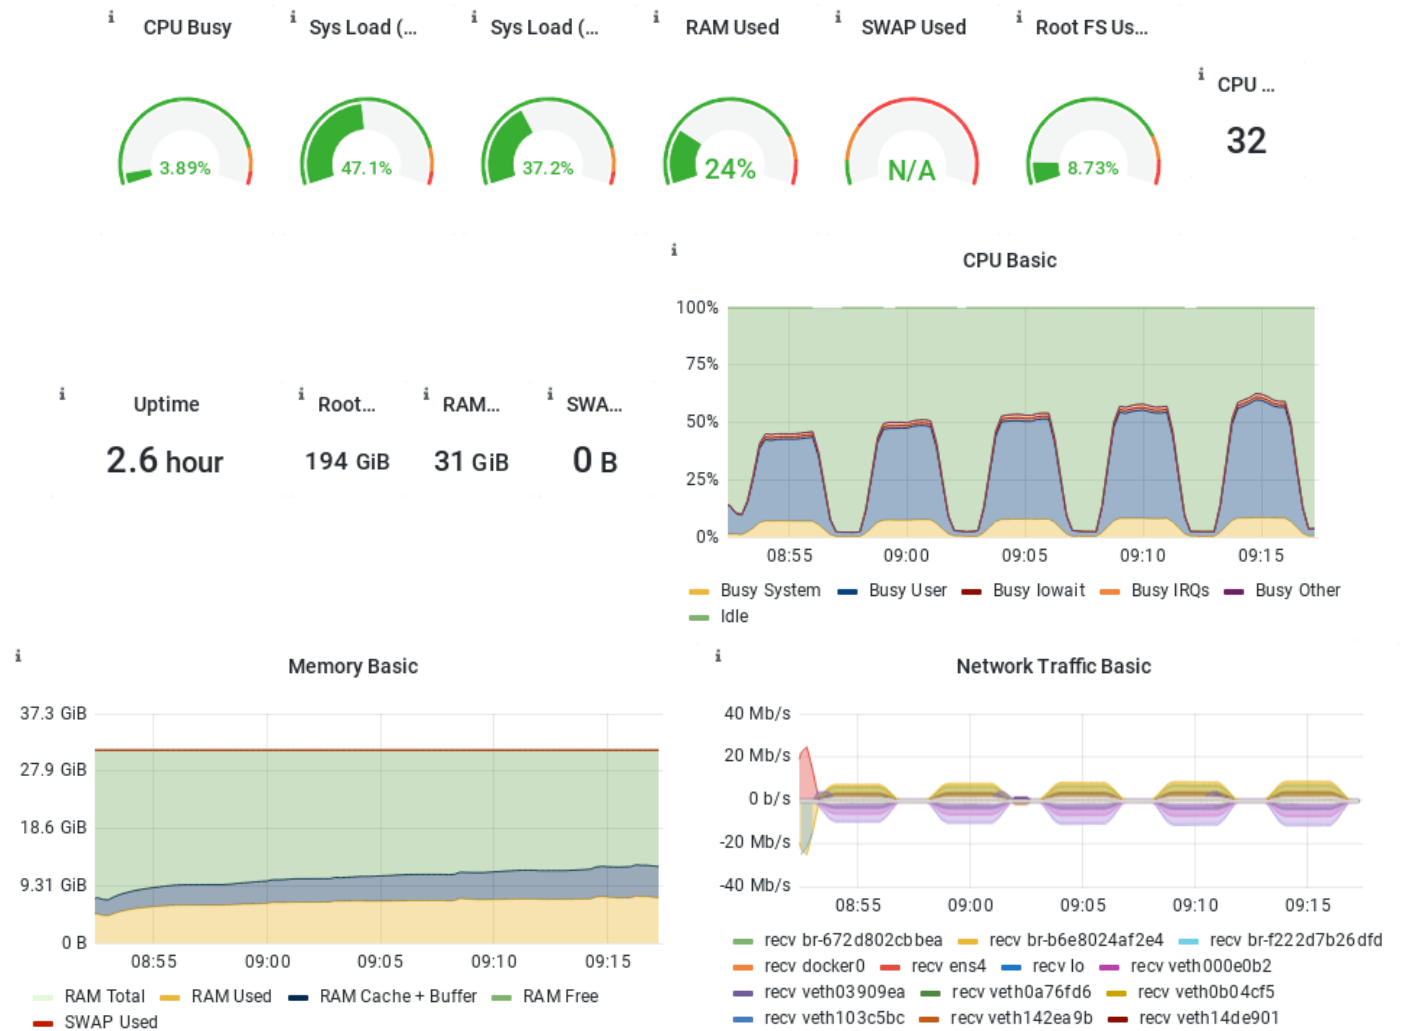 CPU Busy
Sys Load (...
Sys Load (...
RAM Used
SWAP Used
Root FS Us...
CPU ...
3.89%
47.1%
37.2%
24%
N/A
8.73%
32
CPU Basic
100%
75%
50%
25%
0%
08:55 09:00 09:05 09:10 09:15
Busy System Busy User Busy Iowait Busy IRQs Busy Other
Idle
Uptime
2.6 hour
Root...
194 GiB
RAM...
31 GiB
SWA...
0 B
Memory Basic
37.3 GiB
27.9 GiB
18.6 GiB
9.31 GiB
0 B
08:55 09:00 09:05 09:10 09:15
RAM Total RAM Used RAM Cache + Buffer RAM Free
SWAP Used
Network Traffic Basic
40 Mb/s
20 Mb/s
0 b/s
-20 Mb/s
-40 Mb/s
08:55 09:00 09:05 09:10 09:15
recv br-672d802cbbea recv br-b6e8024af2e4 recv br-f222d7b26dfd
recv docker0 recv ens4 recv lo recv veth000e0b2
recv veth03909ea recv veth0a76fd6 recv veth0b04cf5
recv veth103c5bc recv veth142ea9b recv veth14de901